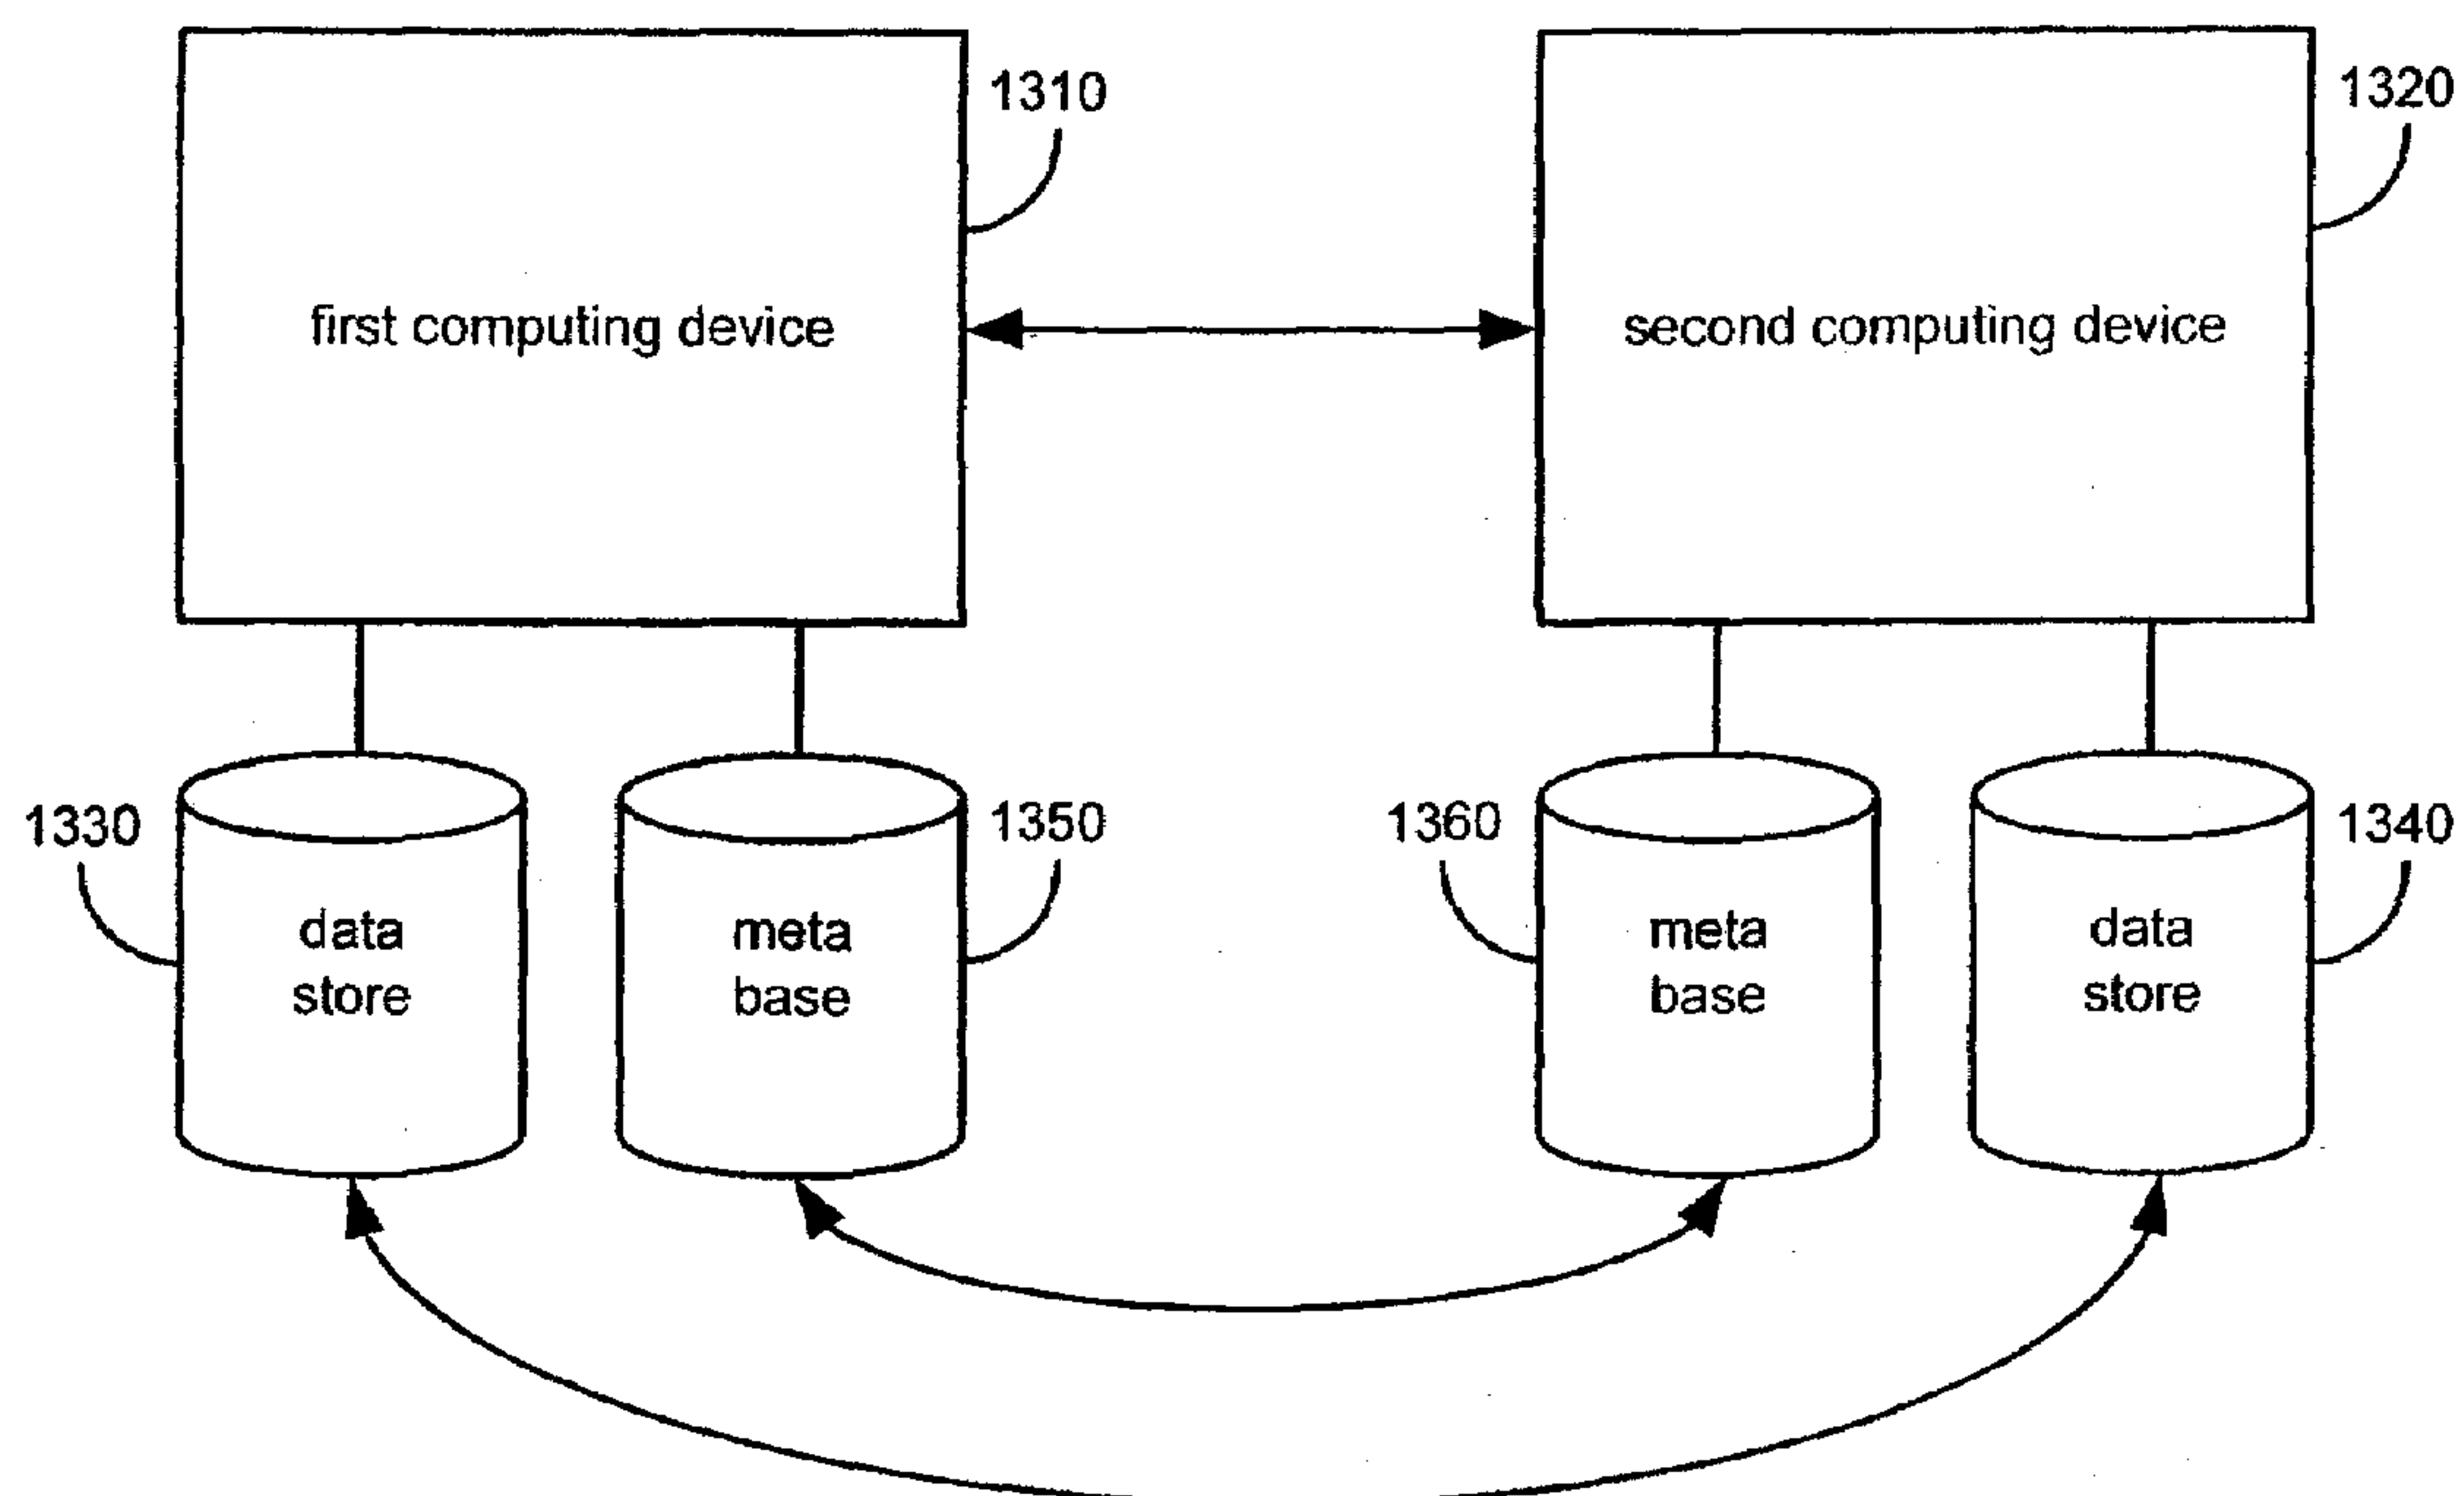 1310
1320
first computing device
second computing device
1330
1350
1360
1340
data
store
meta
base
meta
base
data
store